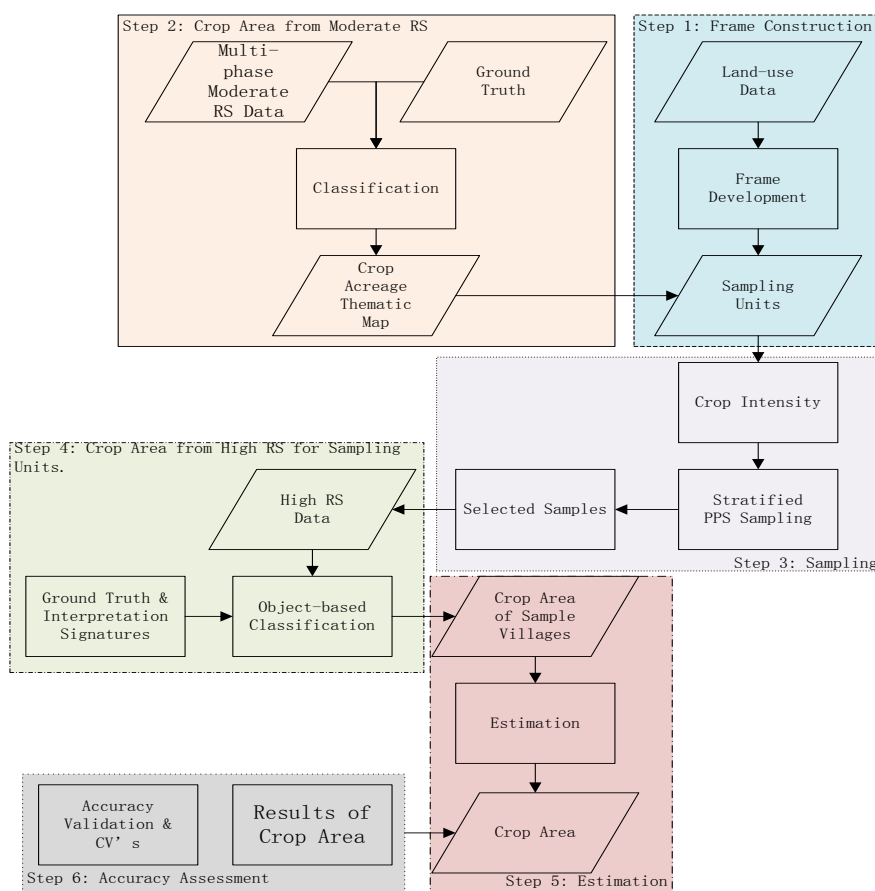 Step 2: Crop Area from Moderate RS
Multi-
phase
Moderate
RS Data
Ground
Truth
Classification
Crop
Acreage
Thematic
Map
Step 1: Frame Construction
Land-use
Data
Frame
Development
Sampling
Units
Crop Intensity
Stratified
PPS Sampling
Selected Samples
Step 3: Sampling
Step 4: Crop Area from High RS for Sampling
Units.
High RS
Data
Ground Truth &
Interpretation
Signatures
Object-based
Classification
Crop Area
of Sample
Villages
Estimation
Crop Area
Step 5: Estimation
Accuracy
Validation &
CV’s
Results of
Crop Area
Step 6: Accuracy Assessment